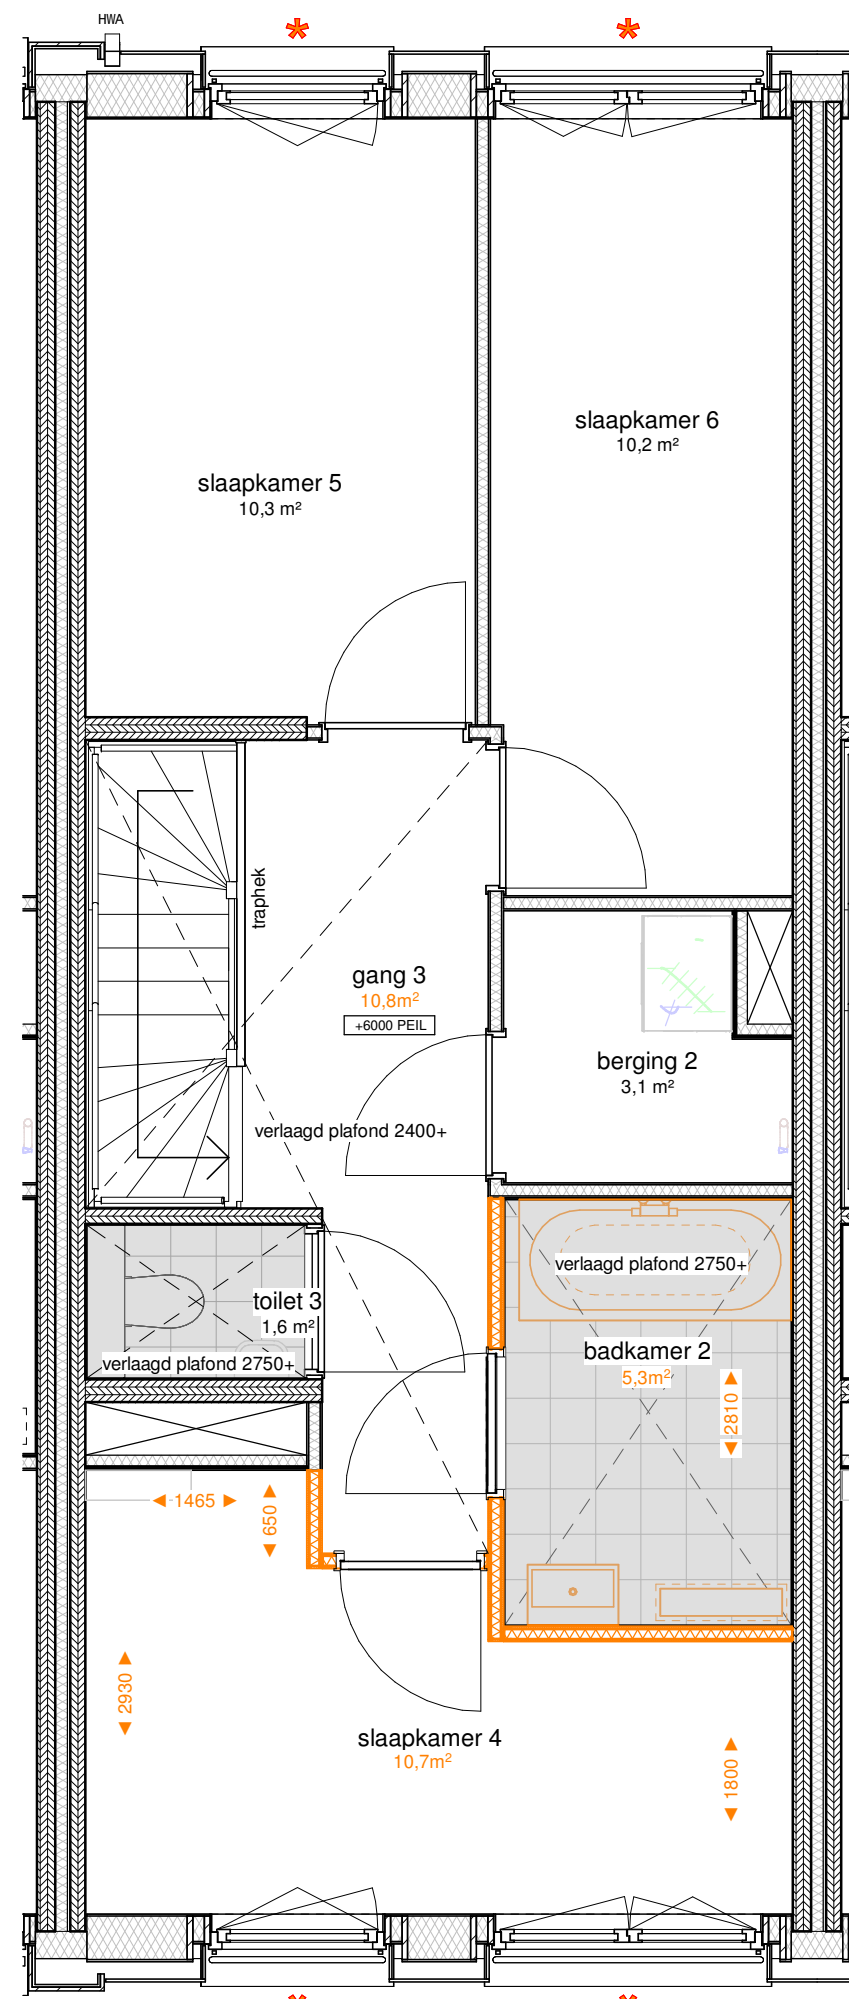 HWA
slaapkamer 6
10,2 m²
slaapkamer 5
10,3 m²
traphek
gang 3
10,8m²
+6000 PEIL
berging 2
3,1 m²
verlaagd plafond 2400+
verlaagd plafond 2750+
toilet 3
1,6 m²
verlaagd plafond 2750+
badkamer 2
5,3m²
2810
1465
650
2930
slaapkamer 4
10,7m²
1800